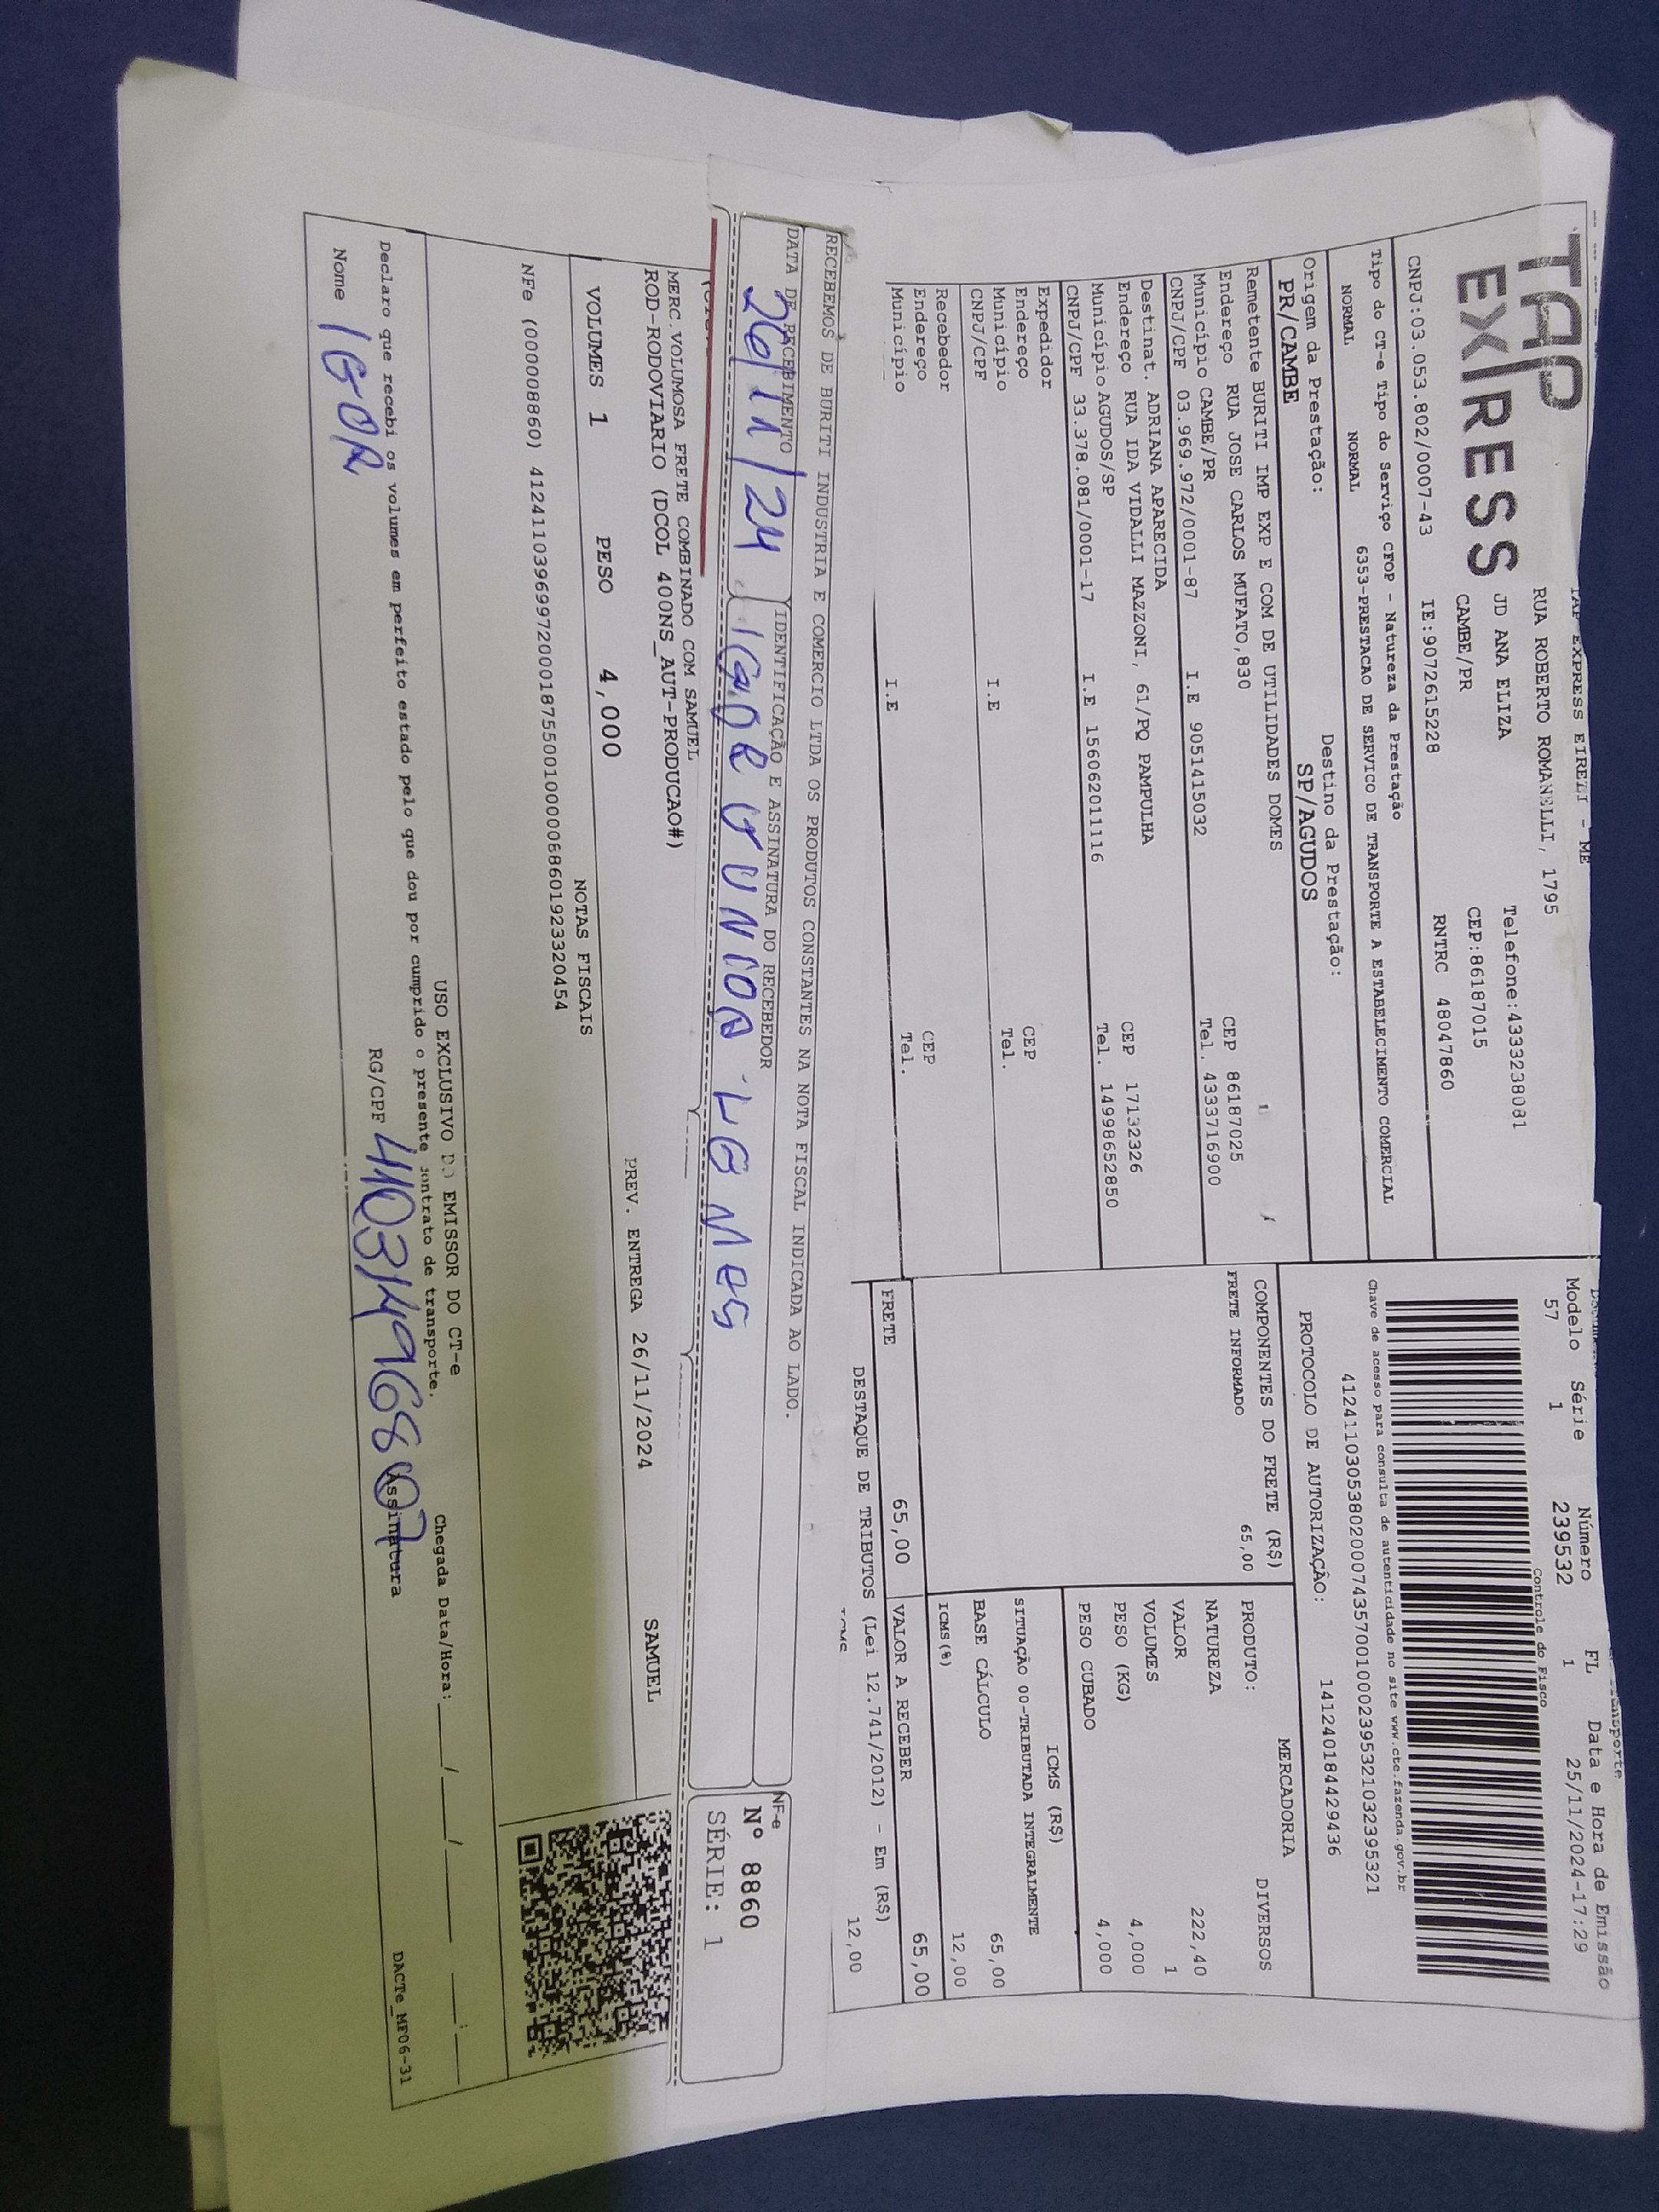 TAP EXPRESS EIRELI - ME
TAP
EXPRESS
RUA ROBERTO ROMANELLI, 1795
JD ANA ELIZA
Telefone:4333238081
CAMBE/PR
CEP:86187015
CNPJ:03.053.802/0007-43 IE:9072615228 RNTRC 48047860
Modelo Série Número FL Data e Hora de Emissão
57 1 239532 1 25/11/2024-17:29
Controle do Fisco
Chave de acesso para consulta de autenticidade no site www.cte.fazenda.gov.br
41241103053802000743570010002395321032395321
PROTOCOLO DE AUTORIZAÇÃO: 141240184429436
Tipo do CT-e Tipo do Serviço CFOP - Natureza da Prestação
NORMAL NORMAL 6353-PRESTACAO DE SERVICO DE TRANSPORTE A ESTABELECIMENTO COMERCIAL
Origem da Prestação: Destino da Prestação:
PR/CAMBE SP/AGUDOS
Remetente BURITI IMP EXP E COM DE UTILIDADES DOMES
Endereço RUA JOSE CARLOS MUFATO,830 CEP 86187025
Município CAMBE/PR Tel. 4333716900
CNPJ/CPF 03.969.972/0001-87 I.E 9051415032
Destinat. ADRIANA APARECIDA
Endereço RUA IDA VIDALLI MAZZONI, 61/PQ PAMPULHA CEP 17132326
Município AGUDOS/SP Tel. 14998652850
CNPJ/CPF 33.378.081/0001-17 I.E 156062011116
Expedidor
Endereço CEP
Município Tel.
CNPJ/CPF I.E
Recebedor
Endereço CEP
Município Tel.
I.E
COMPONENTES DO FRETE (R$)
FRETE INFORMADO 65,00
MERCADORIA
PRODUTO: DIVERSOS
NATUREZA
VALOR 222,40
VOLUMES 1
PESO (KG) 4,000
PESO CUBADO 4,000
ICMS (R$)
SITUAÇÃO 00-TRIBUTADA INTEGRALMENTE
BASE CÁLCULO 65,00
ICMS(%) 12,00
FRETE 65,00 VALOR A RECEBER 65,00
DESTAQUE DE TRIBUTOS (Lei 12.741/2012) - Em (R$)
ICMS 12,00
RECEBEMOS DE BURITI INDUSTRIA E COMERCIO LTDA OS PRODUTOS CONSTANTES NA NOTA FISCAL INDICADA AO LADO.
DATA DE RECEBIMENTO IDENTIFICAÇÃO E ASSINATURA DO RECEBEDOR
26/11/24 IGOR JUNIOR
NF-e
Nº 8860
SÉRIE: 1
MERC.VOLUMOSA FRETE COMBINADO COM SAMUEL
ROD-RODOVIARIO (DCOL 400NS_AUT-PRODUCAO#) SAMUEL
VOLUMES 1 PESO 4,000 PREV. ENTREGA 26/11/2024
NOTAS FISCAIS
NFe (000008860) 41241103969972000187550010000088601923320454
USO EXCLUSIVO DO EMISSOR DO CT-e
Declaro que recebi os volumes em perfeito estado pelo que dou por cumprido o presente contrato de transporte. Chegada Data/Hora:____/____/____ ___:___
Nome IGOR RG/CPF Assinatura
DACTe_MF06-31